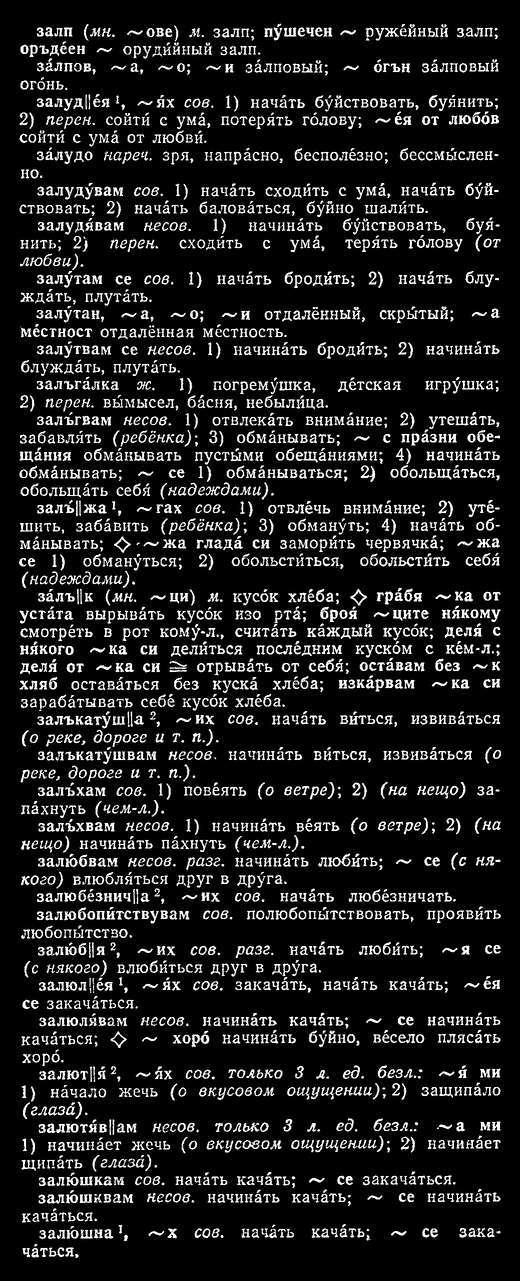 залп (мн. ~ове) м. залп; пу́шечен ~ руже́йный залп;
оръде́ен ~ оруди́йный залп.
за́лпов, ~а, ~о; ~и за́лповый; ~ о́гън за́лповый
ого́нь.
залуд||е́я ¹, ~я́х сов. 1) нача́ть бу́йствовать, буя́нить;
2) перен. сойти́ с ума́, потеря́ть го́лову; ~е́я от любо́в
сойти́ с ума́ от любви́.
за́лудо нареч. зря, напра́сно, бесполе́зно; бессмы́слен-
но.
залуду́вам сов. 1) нача́ть сходи́ть с ума́, нача́ть бу́й-
ствовать; 2) нача́ть балова́ться, бу́йно шали́ть.
залудя́вам несов. 1) начина́ть бу́йствовать, буя́-
нить; 2) перен. сходи́ть с ума́, теря́ть го́лову (от
любви).
залу́там се сов. 1) нача́ть броди́ть; 2) нача́ть блу-
жда́ть, плута́ть.
залу́тан, ~а, ~о; ~и отдалённый, скры́тый; ~а
ме́стност отдалённая ме́стность.
залу́твам се несов. 1) начина́ть броди́ть; 2) начина́ть
блужда́ть, плута́ть.
залъга́лка ж. 1) погрему́шка, де́тская игру́шка;
2) перен. вы́мысел, ба́сня, небыли́ца.
залъ́гвам несов. 1) отвлека́ть внима́ние; 2) утеша́ть,
забавля́ть (ребёнка); 3) обма́нывать; ~ с пра́зни обе-
ща́ния обма́нывать пусты́ми обеща́ниями; 4) начина́ть
обма́нывать; ~ се 1) обма́нываться; 2) обольща́ться,
обольща́ть себя́ (надеждами).
залъ́||жа ¹, ~гах сов. 1) отвле́чь внима́ние; 2) уте́-
шить, заба́вить (ребёнка); 3) обману́ть; 4) нача́ть об-
ма́нывать; ◇ ~жа глада́ си замори́ть червячка́; ~жа
се 1) обману́ться; 2) обольсти́ться, обольсти́ть себя́
(надеждами).
за́лъ||к (мн. ~ци) м. кусо́к хле́ба; ◇ гра́бя ~ка от
уста́та вырыва́ть кусо́к изо рта́; броя́ ~ците ня́кому
смотре́ть в рот кому́-л., счита́ть ка́ждый кусо́к; деля́ с
ня́кого ~ка си дели́ться после́дним куско́м с ке́м-л.;
деля́ от ~ка си ≅ отрыва́ть от себя́; оста́вам без ~к
хляб остава́ться без куска́ хле́ба; изка́рвам ~ка си
зараба́тывать себе́ кусо́к хле́ба.
залъкату́ш||а ², ~их сов. нача́ть ви́ться, извива́ться
(о реке, дороге и т. п.).
залъкату́швам несов. начина́ть ви́ться, извива́ться (о
реке, дороге и т. п.).
залъ́хам сов. 1) пове́ять (о ветре); 2) (на нещо) за-
па́хнуть (чем-л.).
залъ́хвам несов. 1) начина́ть ве́ять (о ветре); 2) (на
нещо) начина́ть па́хнуть (чем-л.).
залю́бвам несов. разг. начина́ть люби́ть; ~ се (с ня-
кого) влюбля́ться друг в дру́га.
залюбе́знич||а ², ~их сов. нача́ть любе́зничать.
залюбопи́тствувам сов. полюбопы́тствовать, прояви́ть
любопы́тство.
залю́б||я ², ~их сов. разг. нача́ть люби́ть; ~я се
(с някого) влюби́ться друг в дру́га.
залюл||е́я ¹, ~я́х сов. закача́ть, нача́ть кача́ть; ~е́я
се закача́ться.
залюля́вам несов. начина́ть кача́ть; ~ се начина́ть
кача́ться; ◇ ~ хоро́ начина́ть бу́йно, ве́село пляса́ть
хоро́.
залют||я́ ², ~я́х сов. только 3 л. ед. безл.: ~я́ ми
1) на́чало жечь (о вкусовом ощущении); 2) защипа́ло
(глаза́).
залютя́в||ам несов. только 3 л. ед. безл.: ~а ми
1) начина́ет жечь (о вкусовом ощущении); 2) начина́ет
щипа́ть (глаза́).
залю́шкам сов. нача́ть кача́ть; ~ се закача́ться.
залю́шквам несов. начина́ть кача́ть; ~ се начина́ть
кача́ться.
залю́шна ¹, ~х сов. нача́ть кача́ть; ~ се зака-
ча́ться,